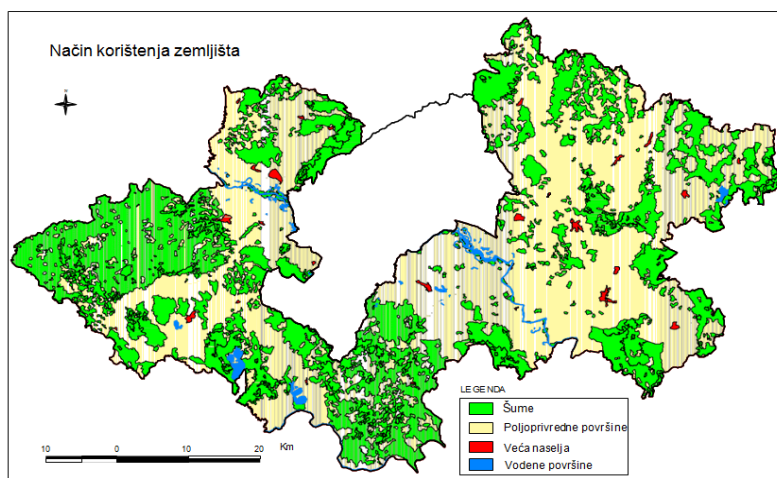 Način korištenja zemljišta
LEGENDA
Šume
Poljoprivredne površine
Veća naselja
Vodene površine
10 0 10 20 Km